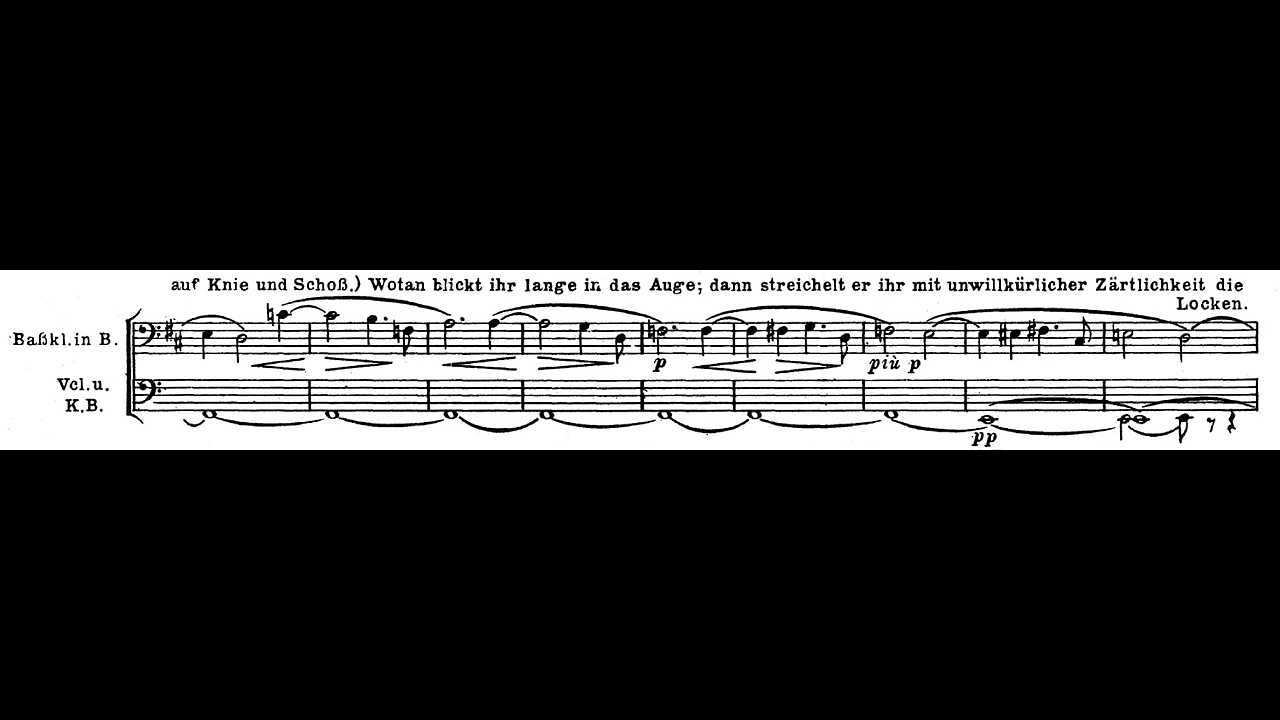 auf Knie und Schoß.) Wotan blickt ihr lange in das Auge; dann streichelt er ihr mit unwillkürlicher Zärtlichkeit die
Locken.
Baßkl. in B.
p
più p
Vcl. u.
K.B.
pp